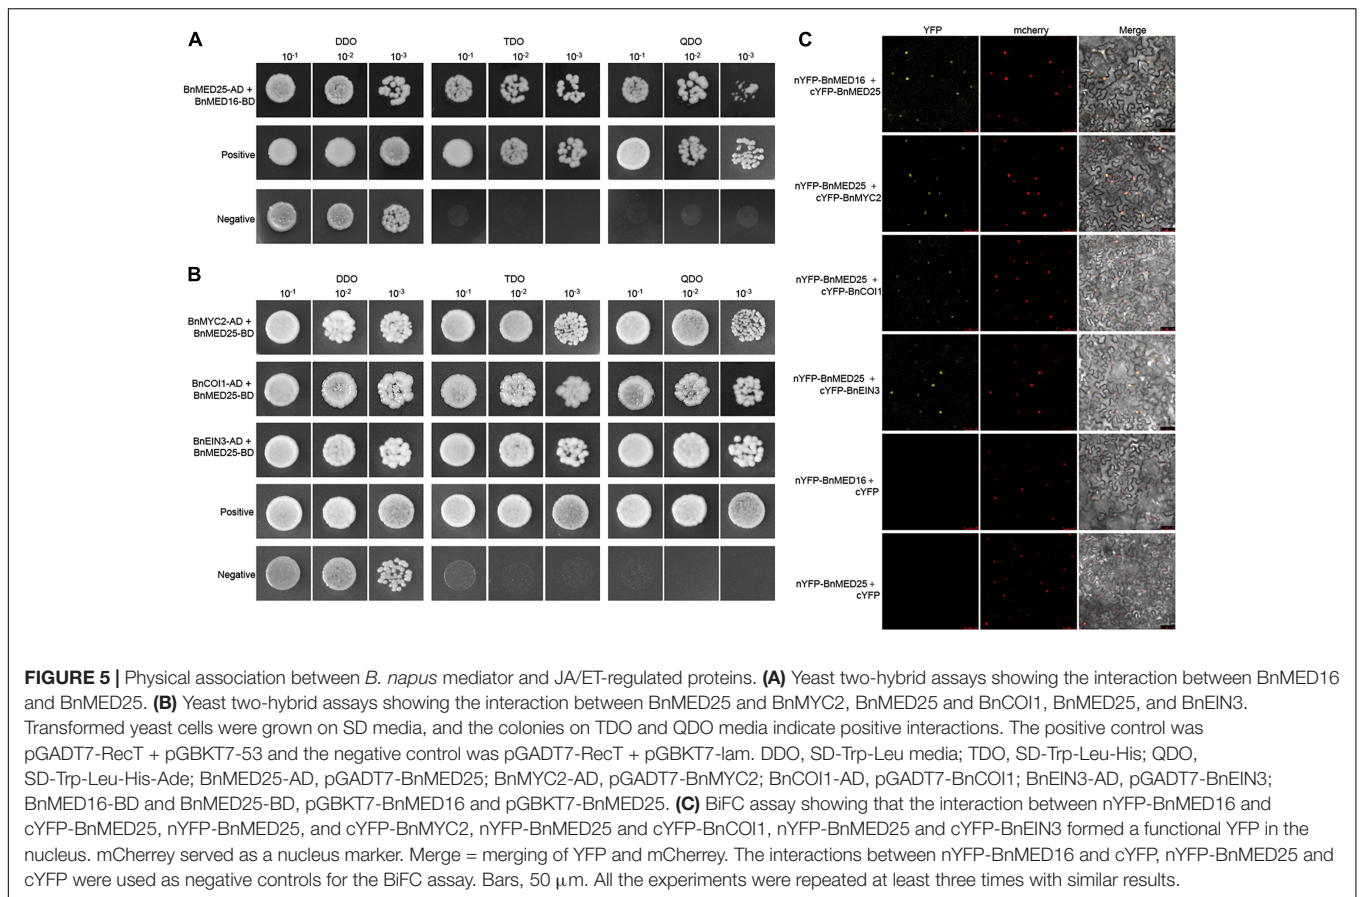 A
DDO TDO QDO
10-1 10-2 10-3 10-1 10-2 10-3 10-1 10-2 10-3
BnMED25-AD +
BnMED16-BD
Positive
Negative
B
DDO TDO QDO
10-1 10-2 10-3 10-1 10-2 10-3 10-1 10-2 10-3
BnMYC2-AD +
BnMED25-BD
BnCOI1-AD +
BnMED25-BD
BnEIN3-AD +
BnMED25-BD
Positive
Negative
C
YFP mcherry Merge
nYFP-BnMED16 +
cYFP-BnMED25
nYFP-BnMED25 +
cYFP-BnMYC2
nYFP-BnMED25 +
cYFP-BnCOI1
nYFP-BnMED25 +
cYFP-BnEIN3
nYFP-BnMED16 +
cYFP
nYFP-BnMED25 +
cYFP
FIGURE 5 | Physical association between B. napus mediator and JA/ET-regulated proteins. (A) Yeast two-hybrid assays showing the interaction between BnMED16
and BnMED25. (B) Yeast two-hybrid assays showing the interaction between BnMED25 and BnMYC2, BnMED25 and BnCOI1, BnMED25, and BnEIN3.
Transformed yeast cells were grown on SD media, and the colonies on TDO and QDO media indicate positive interactions. The positive control was
pGADT7-RecT + pGBKT7-53 and the negative control was pGADT7-RecT + pGBKT7-lam. DDO, SD-Trp-Leu media; TDO, SD-Trp-Leu-His; QDO,
SD-Trp-Leu-His-Ade; BnMED25-AD, pGADT7-BnMED25; BnMYC2-AD, pGADT7-BnMYC2; BnCOI1-AD, pGADT7-BnCOI1; BnEIN3-AD, pGADT7-BnEIN3;
BnMED16-BD and BnMED25-BD, pGBKT7-BnMED16 and pGBKT7-BnMED25. (C) BiFC assay showing that the interaction between nYFP-BnMED16 and
cYFP-BnMED25, nYFP-BnMED25, and cYFP-BnMYC2, nYFP-BnMED25 and cYFP-BnCOI1, nYFP-BnMED25 and cYFP-BnEIN3 formed a functional YFP in the
nucleus. mCherrey served as a nucleus marker. Merge = merging of YFP and mCherrey. The interactions between nYFP-BnMED16 and cYFP, nYFP-BnMED25 and
cYFP were used as negative controls for the BiFC assay. Bars, 50 μm. All the experiments were repeated at least three times with similar results.